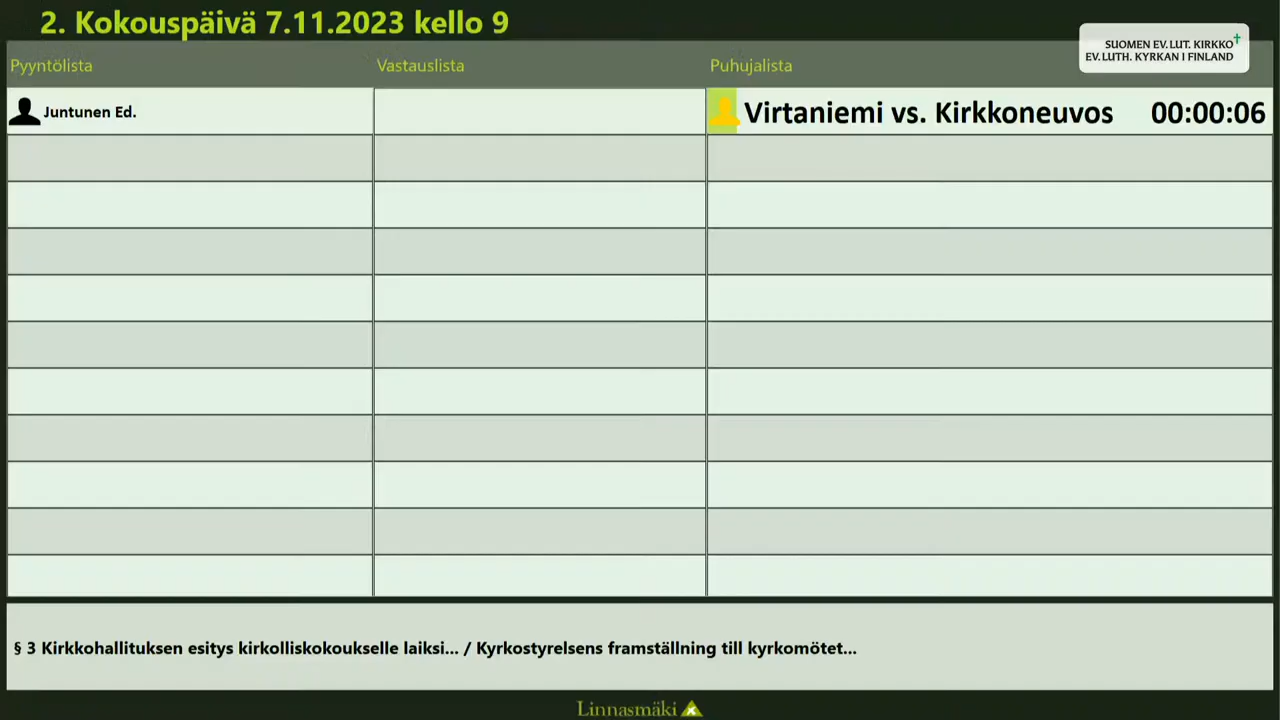 2. Kokouspäivä 7.11.2023 kello 9
SUOMEN EV. LUT. KIRKKO
EV. LUTH. KYRKAN I FINLAND
Pyyntölista Vastauslista Puhujalista
Juntunen Ed. Virtaniemi vs. Kirkkoneuvos 00:00:06
§ 3 Kirkkohallituksen esitys kirkolliskokoukselle laiksi... / Kyrkostyrelsens framställning till kyrkomötet...
Linnasmäki